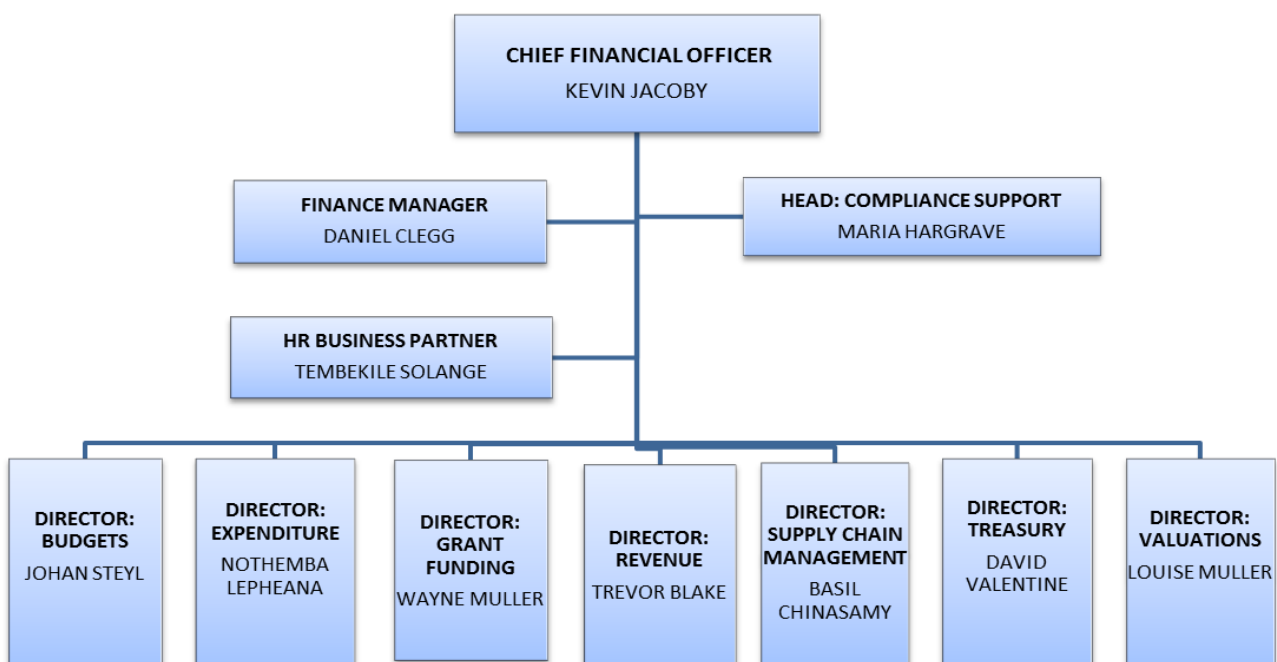 CHIEF FINANCIAL OFFICER
KEVIN JACOBY
FINANCE MANAGER
DANIEL CLEGG
HEAD: COMPLIANCE SUPPORT
MARIA HARGRAVE
HR BUSINESS PARTNER
TEMBEKILE SOLANGE
DIRECTOR:
BUDGETS
JOHAN STEYL
DIRECTOR:
EXPENDITURE
NOTHEMBA
LEPHEANA
DIRECTOR:
GRANT
FUNDING
WAYNE MULLER
DIRECTOR:
REVENUE
TREVOR BLAKE
DIRECTOR:
SUPPLY CHAIN
MANAGEMENT
BASIL
CHINASAMY
DIRECTOR:
TREASURY
DAVID
VALENTINE
DIRECTOR:
VALUATIONS
LOUISE MULLER